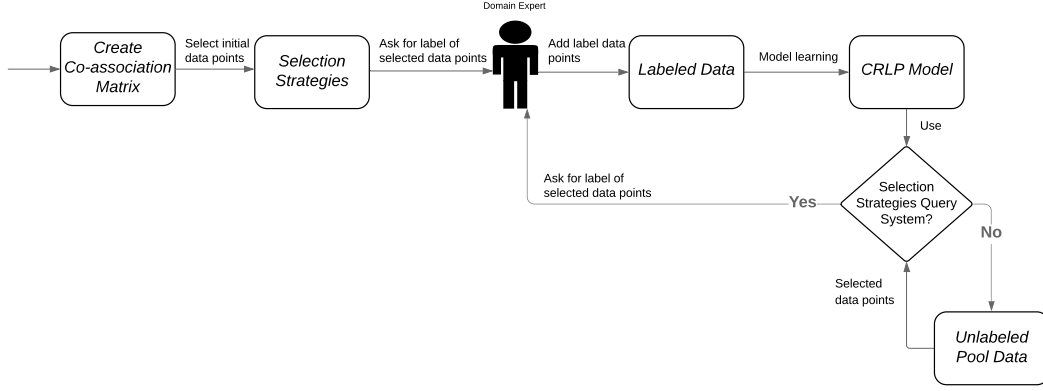 Domain Expert
Create
Co-association
Matrix
Select initial
data points
Selection
Strategies
Ask for label of
selected data points
Add label data
points
Labeled Data
Model learning
CRLP Model
Use
Selection
Strategies Query
System?
Yes
Ask for label of
selected data points
No
Selected
data points
Unlabeled
Pool Data